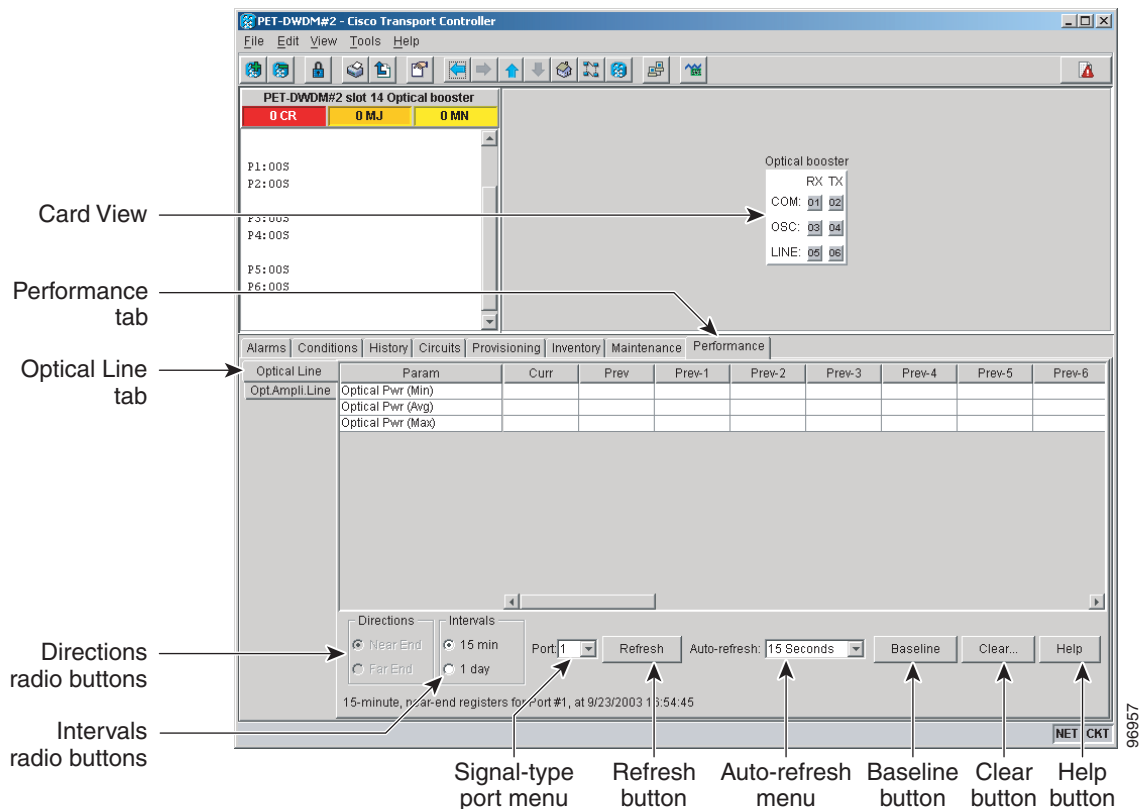 PET-DWDM#2 - Cisco Transport Controller
File Edit View Tools Help
PET-DWDM#2 slot 14 Optical booster
0 CR 0 MJ 0 MN
P1:OOS
P2:OOS
P3:OOS
P4:OOS
P5:OOS
P6:OOS
Optical booster
RX TX
COM: 01 02
OSC: 03 04
LINE: 05 06
Card View
Performance
tab
Optical Line
tab
Alarms Conditions History Circuits Provisioning Inventory Maintenance Performance
Optical Line Param Curr Prev Prev-1 Prev-2 Prev-3 Prev-4 Prev-5 Prev-6
Opt.Ampli.Line Optical Pwr (Min)
Optical Pwr (Avg)
Optical Pwr (Max)
Directions Intervals
Near End 15 min
Far End 1 day
Port: 1 Refresh Auto-refresh: 15 Seconds Baseline Clear... Help
15-minute, near-end registers for Port #1, at 9/23/2003 16:54:45
NET CKT
Directions
radio buttons
Intervals
radio buttons
Signal-type
port menu
Refresh
button
Auto-refresh
menu
Baseline
button
Clear
button
Help
button
96957